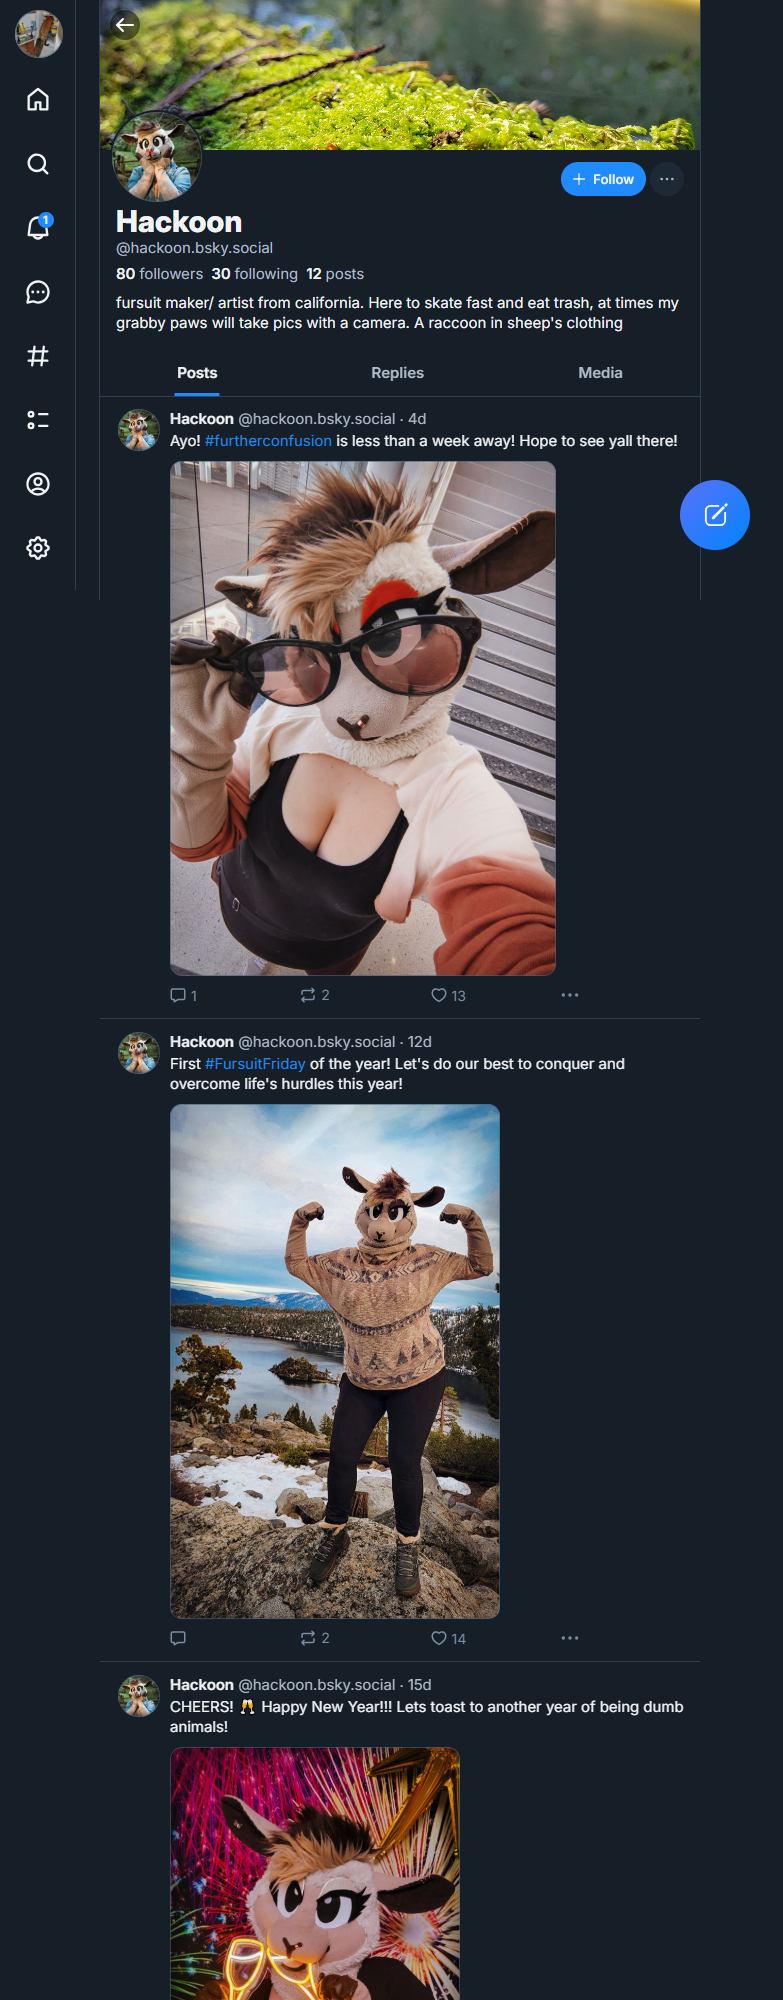 1
Follow
Hackoon
@hackoon.bsky.social
80 followers 30 following 12 posts
fursuit maker/ artist from california. Here to skate fast and eat trash, at times my
grabby paws will take pics with a camera. A raccoon in sheep's clothing
Posts Replies Media
Hackoon @hackoon.bsky.social · 4d
Ayo! #furtherconfusion is less than a week away! Hope to see yall there!
1 2 13
Hackoon @hackoon.bsky.social · 12d
First #FursuitFriday of the year! Let's do our best to conquer and
overcome life's hurdles this year!
2 14
Hackoon @hackoon.bsky.social · 15d
CHEERS! 🥂 Happy New Year!!! Lets toast to another year of being dumb
animals!